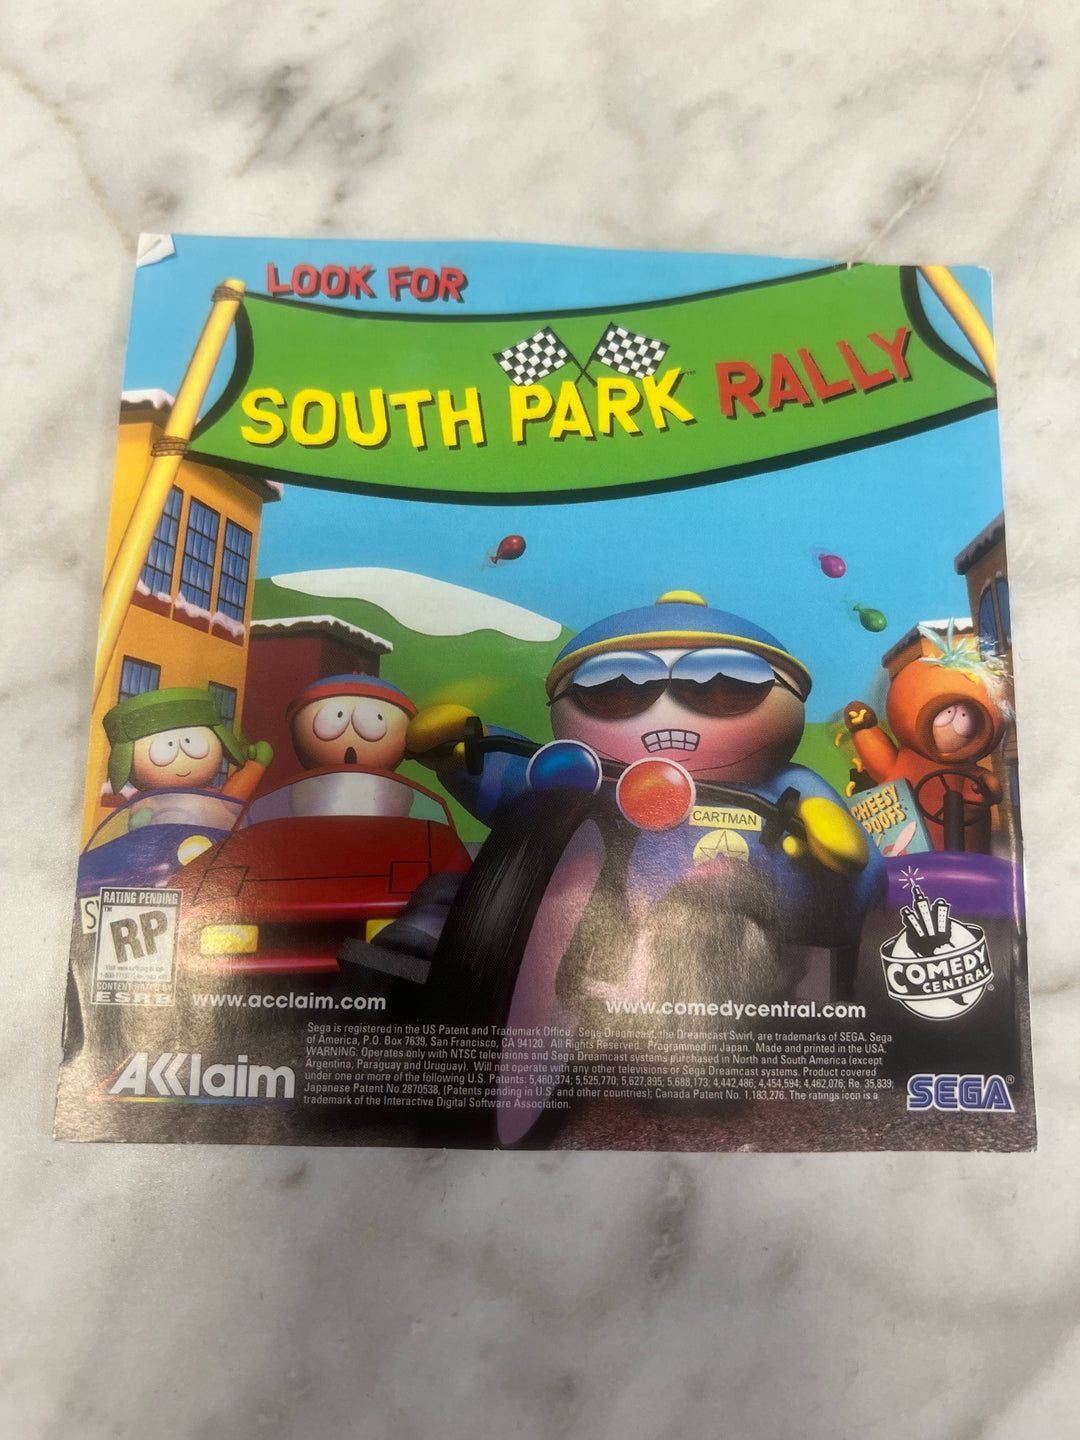 LOOK FOR
SOUTH PARK™ RALLY
CHEESY
POOFS
CARTMAN
RATING PENDING
RP
CONTENT RATED BY
ESRB
www.acclaim.com
www.comedycentral.com
COMEDY
CENTRAL®
Sega is registered in the US Patent and Trademark Office. Sega Dreamcast, the Dreamcast Swirl, are trademarks of SEGA. Sega
of America, P.O. Box 7639, San Francisco, CA 94120. All Rights Reserved. Programmed in Japan. Made and printed in the USA.
WARNING: Operates only with NTSC televisions and Sega Dreamcast systems purchased in North and South America (except
Argentina, Paraguay and Uruguay). Will not operate with any other televisions or Sega Dreamcast systems. Product covered
under one or more of the following U.S. Patents: 5,460,374; 5,525,770; 5,627,895; 5,688,173; 4,442,486; 4,454,594; 4,462,076; Re. 35,839;
Japanese Patent No. 2870538, (Patents pending in U.S. and other countries); Canada Patent No. 1,183,276. The ratings icon is a
trademark of the Interactive Digital Software Association.
AKklaim
SEGA®